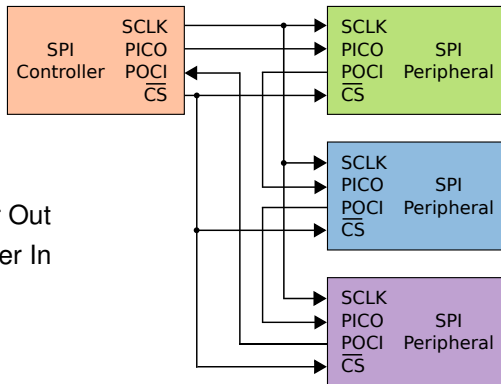 SCLK
SPI PICO
Controller POCI
CS
SCLK
PICO SPI
POCI Peripheral
CS
SCLK
PICO SPI
POCI Peripheral
CS
Out
er In
SCLK
PICO SPI
POCI Peripheral
CS